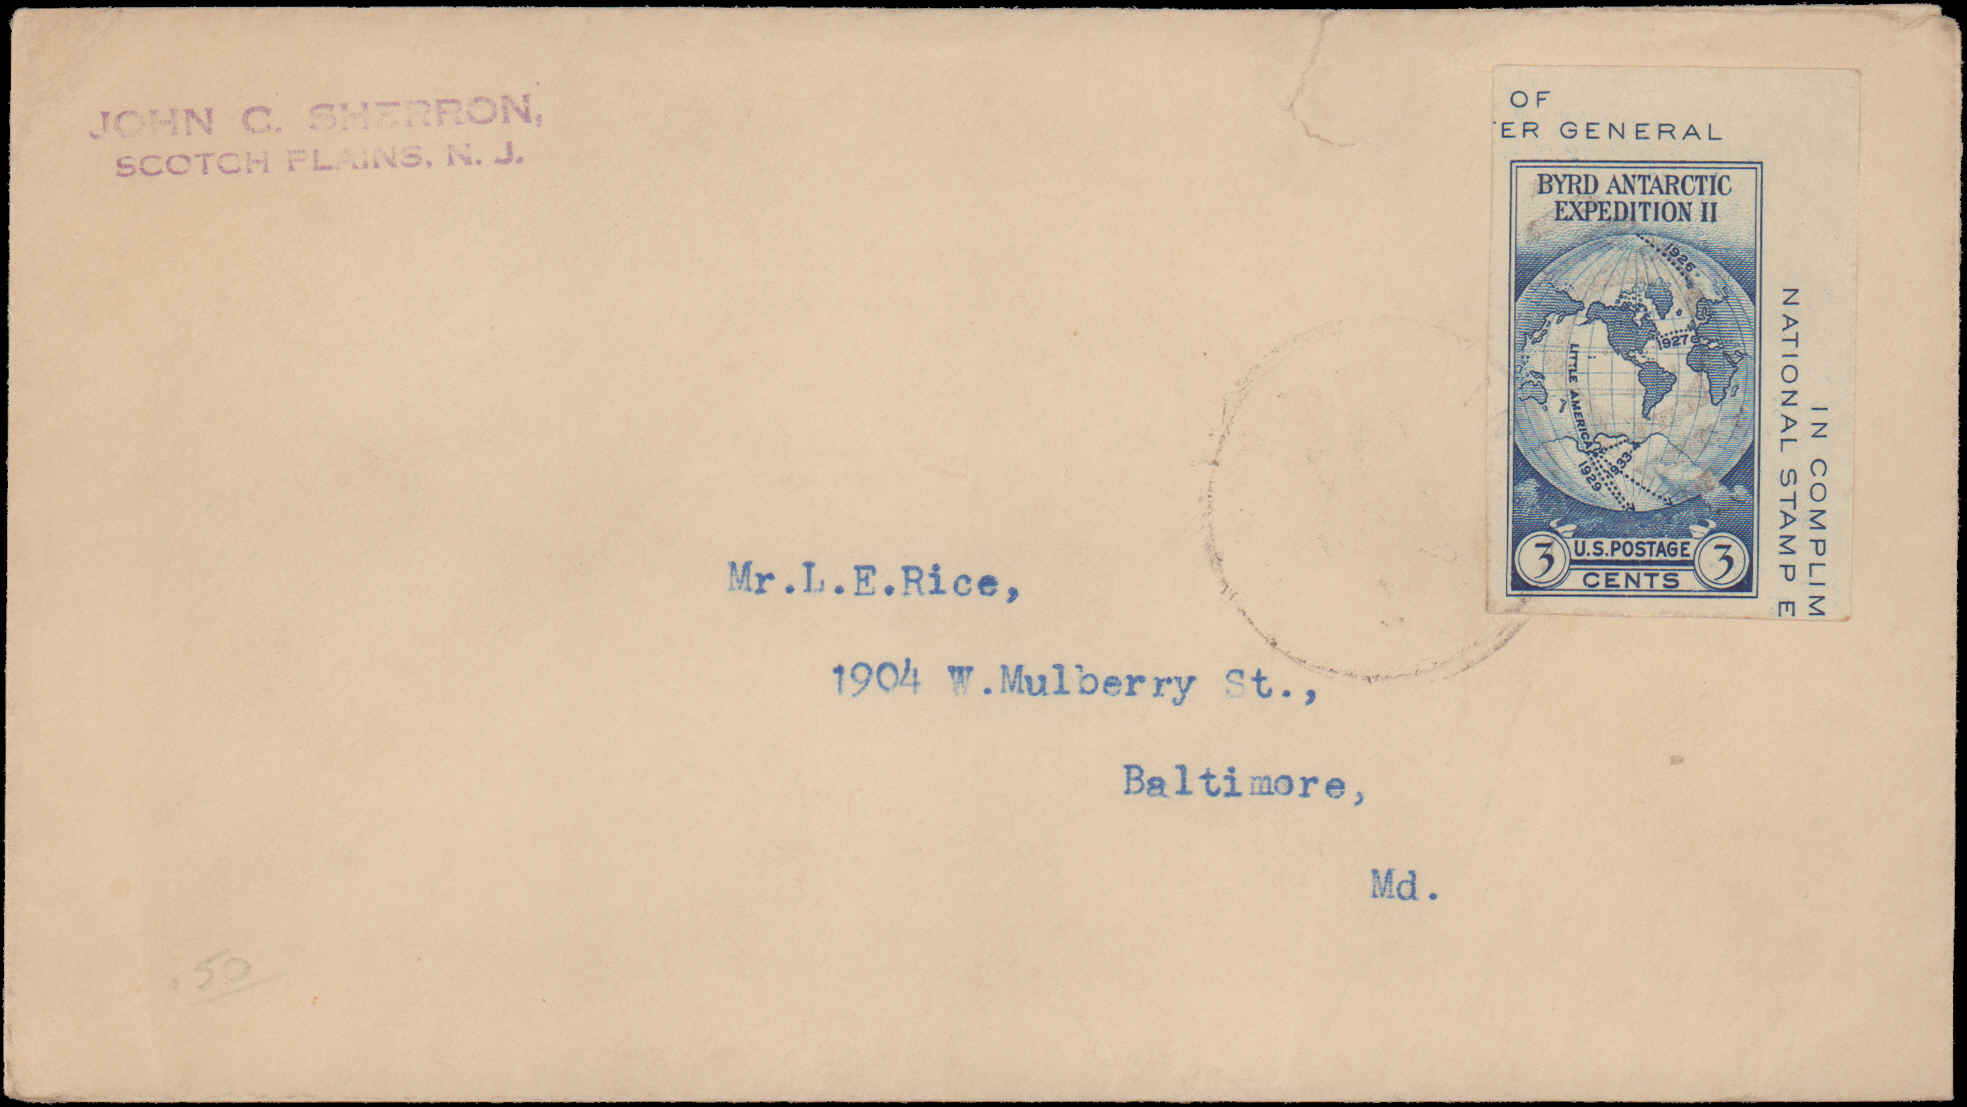 JOHN C. SHERRON,
SCOTCH PLAINS, N. J.
OF
ER GENERAL
BYRD ANTARCTIC
EXPEDITION II
1926
1927
LITTLE AMERICA
1933
1929
3 U.S.POSTAGE 3
CENTS
IN COMPLIM
NATIONAL STAMP E
Mr.L.E.Rice,
1904 W.Mulberry St.,
Baltimore,
Md.
.50